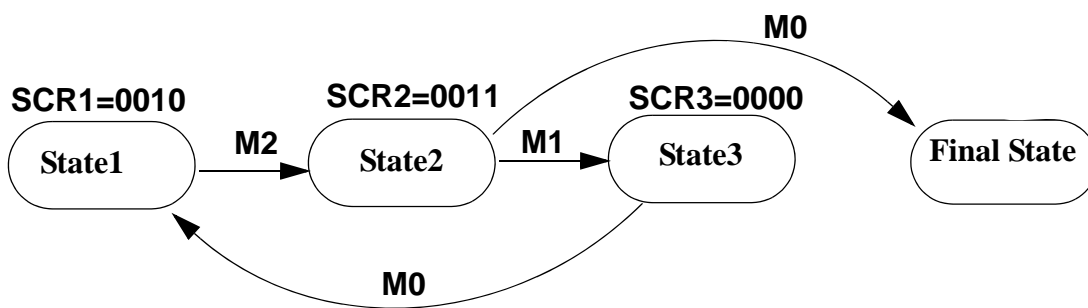 M0
SCR1=0010
SCR2=0011
SCR3=0000
State1
M2
State2
M1
State3
Final State
M0